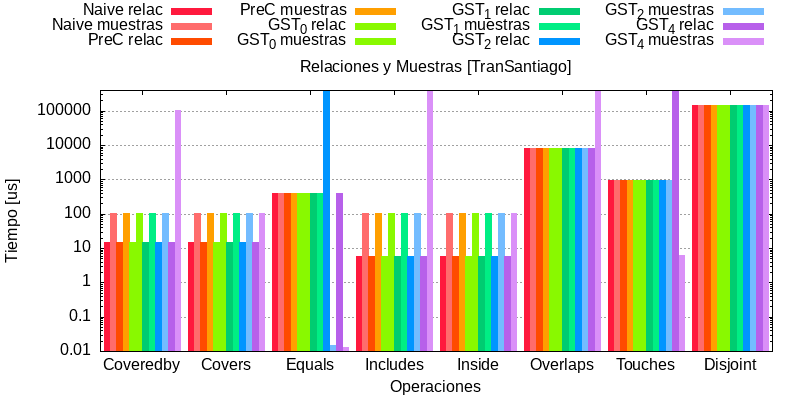 Naive relac PreC muestras GST1 relac GST2 muestras
Naive muestras GST0 relac GST1 muestras GST4 relac
PreC relac GST0 muestras GST2 relac GST4 muestras
Relaciones y Muestras [TranSantiago]
Tiempo [us]
100000
10000
1000
100
10
1
0.1
0.01
Coveredby Covers Equals Includes Inside Overlaps Touches Disjoint
Operaciones